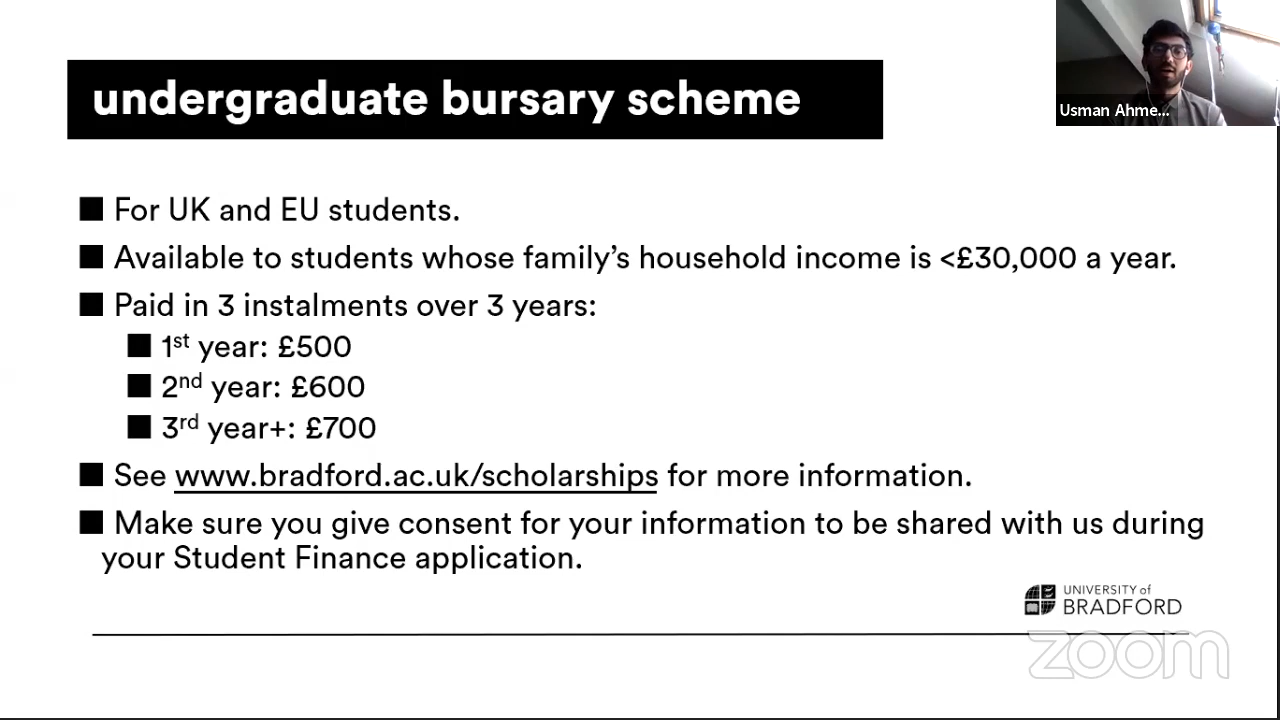 undergraduate bursary scheme
Usman Ahme...
■ For UK and EU students.
■ Available to students whose family’s household income is <£30,000 a year.
■ Paid in 3 instalments over 3 years:
■ 1st year: £500
■ 2nd year: £600
■ 3rd year+: £700
■ See www.bradford.ac.uk/scholarships for more information.
■ Make sure you give consent for your information to be shared with us during
your Student Finance application.
UNIVERSITY of
BRADFORD
zoom